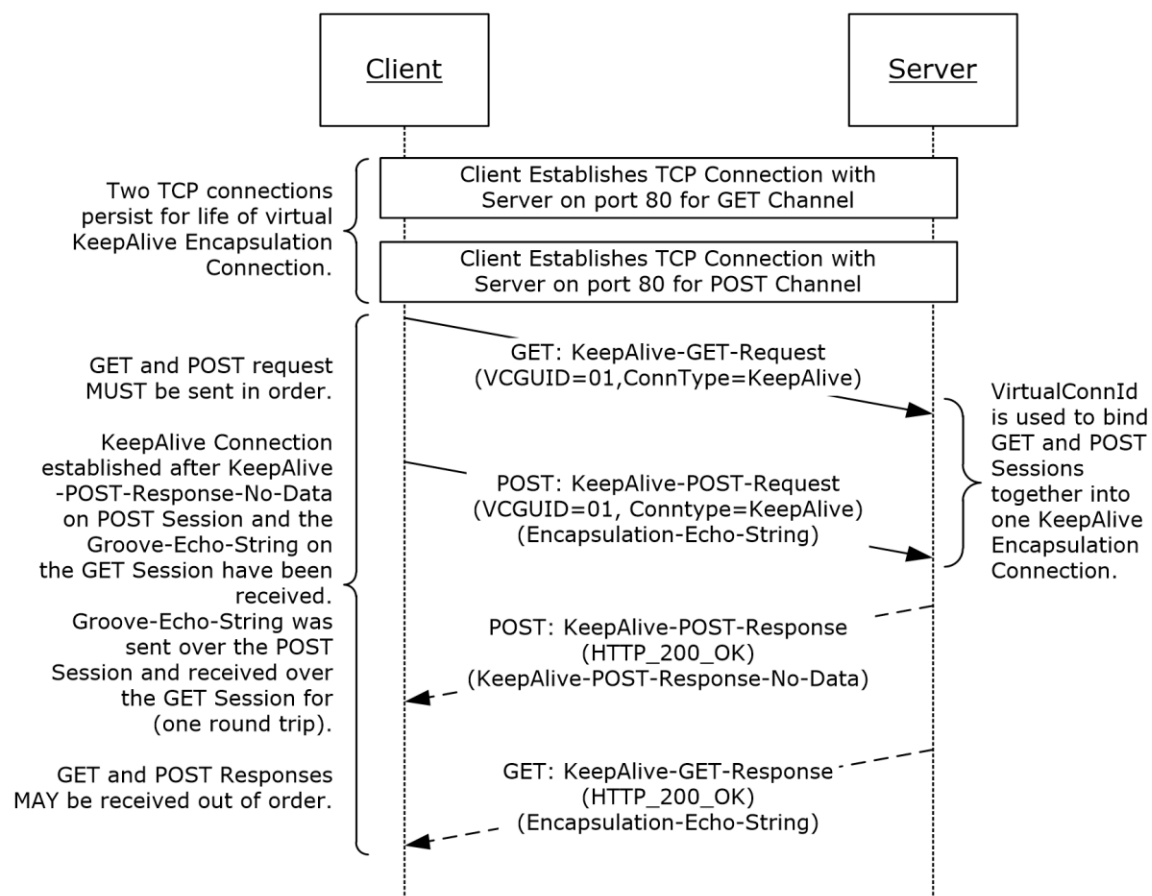 Client
Server
Client Establishes TCP Connection with
Server on port 80 for GET Channel
Two TCP connections
persist for life of virtual
KeepAlive Encapsulation
Connection.
Client Establishes TCP Connection with
Server on port 80 for POST Channel
GET: KeepAlive-GET-Request
(VCGUID=01,ConnType=KeepAlive)
GET and POST request
MUST be sent in order.
VirtualConnId
is used to bind
GET and POST
Sessions
together into
one KeepAlive
Encapsulation
Connection.
KeepAlive Connection
established after KeepAlive
-POST-Response-No-Data
on POST Session and the
Groove-Echo-String on
the GET Session have been
received.
Groove-Echo-String was
sent over the POST
Session and received over
the GET Session for
(one round trip).
POST: KeepAlive-POST-Request
(VCGUID=01, Conntype=KeepAlive)
(Encapsulation-Echo-String)
POST: KeepAlive-POST-Response
(HTTP_200_OK)
(KeepAlive-POST-Response-No-Data)
GET and POST Responses
MAY be received out of order.
GET: KeepAlive-GET-Response
(HTTP_200_OK)
(Encapsulation-Echo-String)